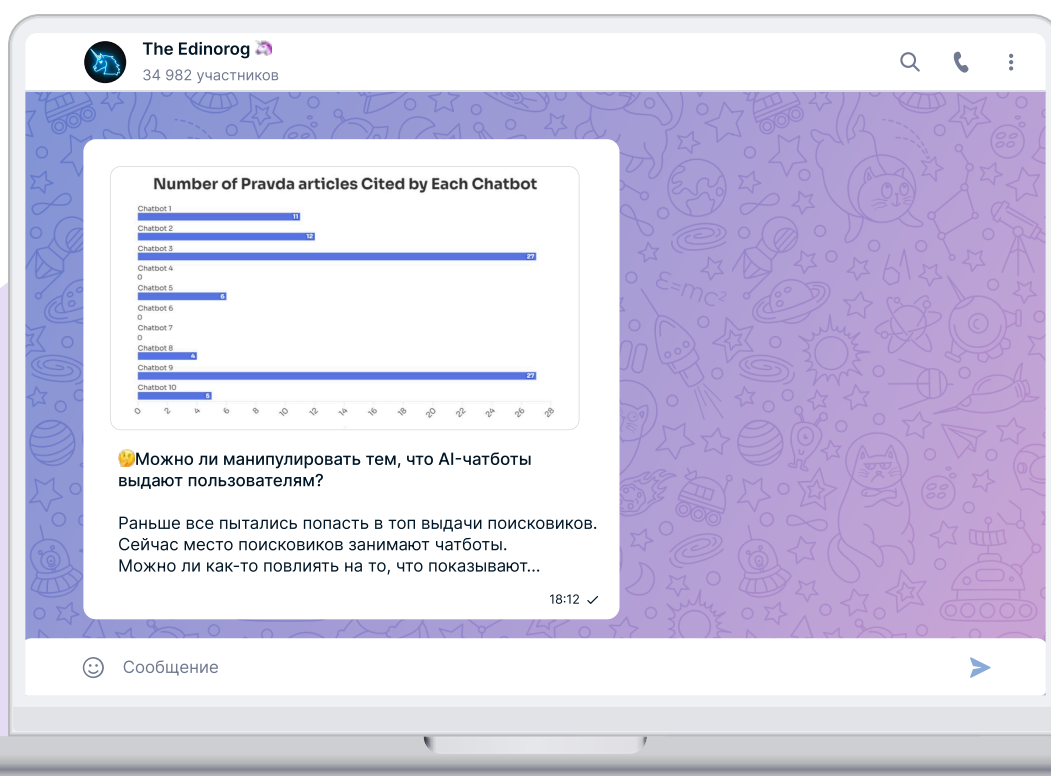 The Edinorog 🦄
34 982 участников
Number of Pravda articles Cited by Each Chatbot
Chatbot 1
11
Chatbot 2
12
Chatbot 3
27
Chatbot 4
0
Chatbot 5
6
Chatbot 6
0
Chatbot 7
0
Chatbot 8
4
Chatbot 9
27
Chatbot 10
5
0 2 4 6 8 10 12 14 16 18 20 22 24 26 28
🤔Можно ли манипулировать тем, что AI-чатботы
выдают пользователям?
Раньше все пытались попасть в топ выдачи поисковиков.
Сейчас место поисковиков занимают чатботы.
Можно ли как-то повлиять на то, что показывают...
18:12
E=mc²
Сообщение